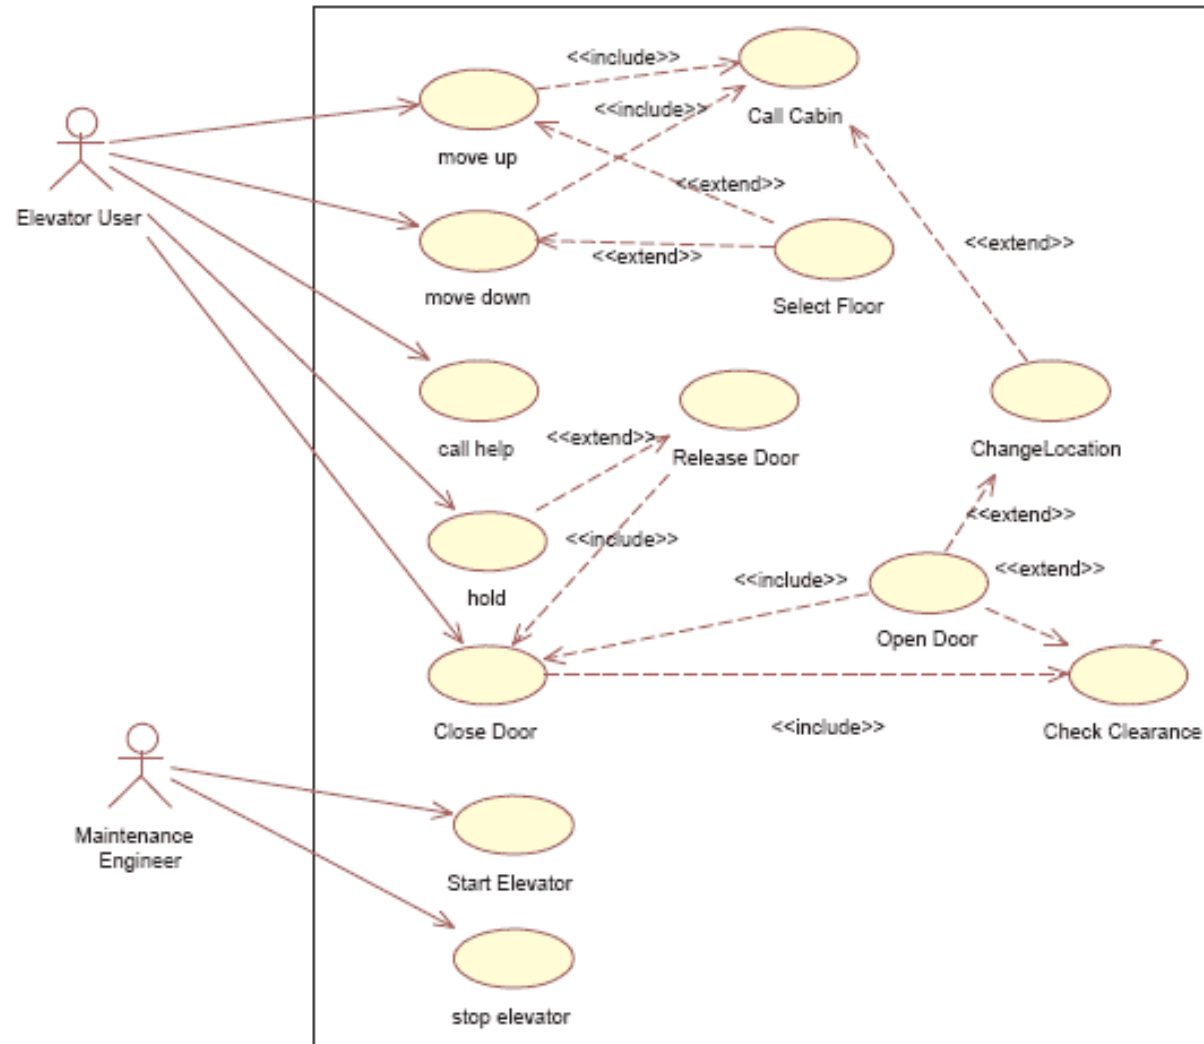 <<include>>
<<include>>
Call Cabin
move up
<<extend>>
Elevator User
<<extend>>
<<extend>>
move down
Select Floor
<<extend>>
call help
Release Door
ChangeLocation
<<extend>>
<<include>>
<<include>>
<<extend>>
hold
Open Door
Close Door
<<include>>
Check Clearance
Maintenance
Engineer
Start Elevator
stop elevator